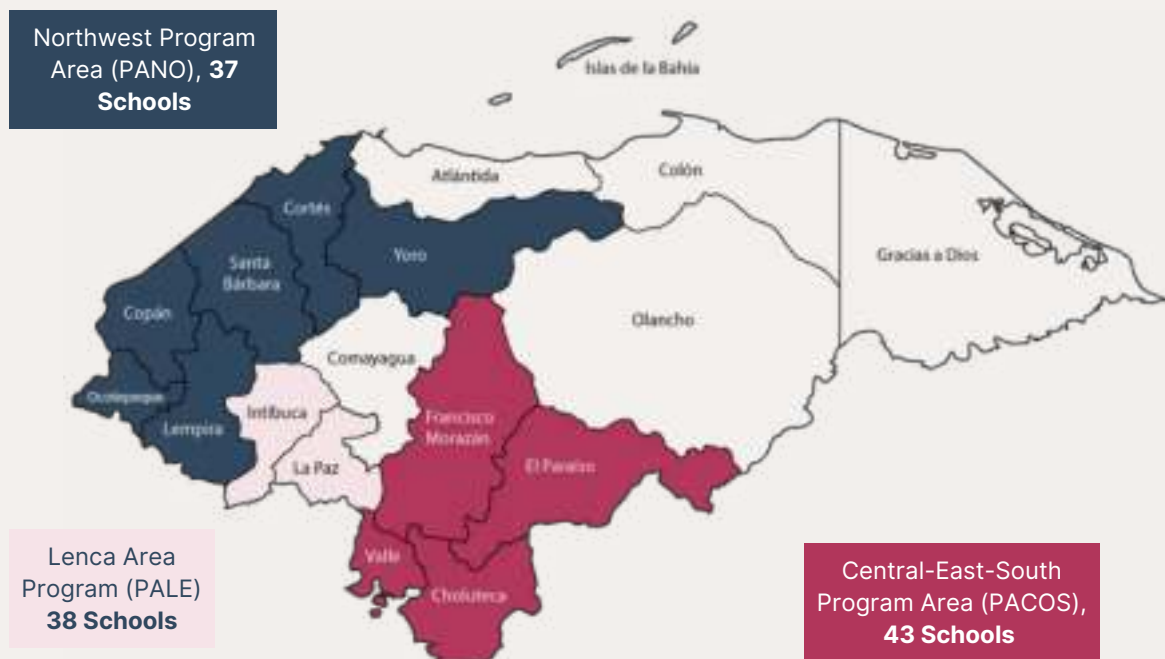 Northwest Program
Area (PANO), 37
Schools
Islas de la Bahía
Atlántida
Colón
Cortés
Yoro
Gracias a Dios
Santa
Bárbara
Copán
Olancho
Comayagua
Ocotepeque
Intíbuca
Lempira
Francisco
Morazán
La Paz
El Paraíso
Valle
Choluteca
Lenca Area
Program (PALE)
38 Schools
Central-East-South
Program Area (PACOS),
43 Schools